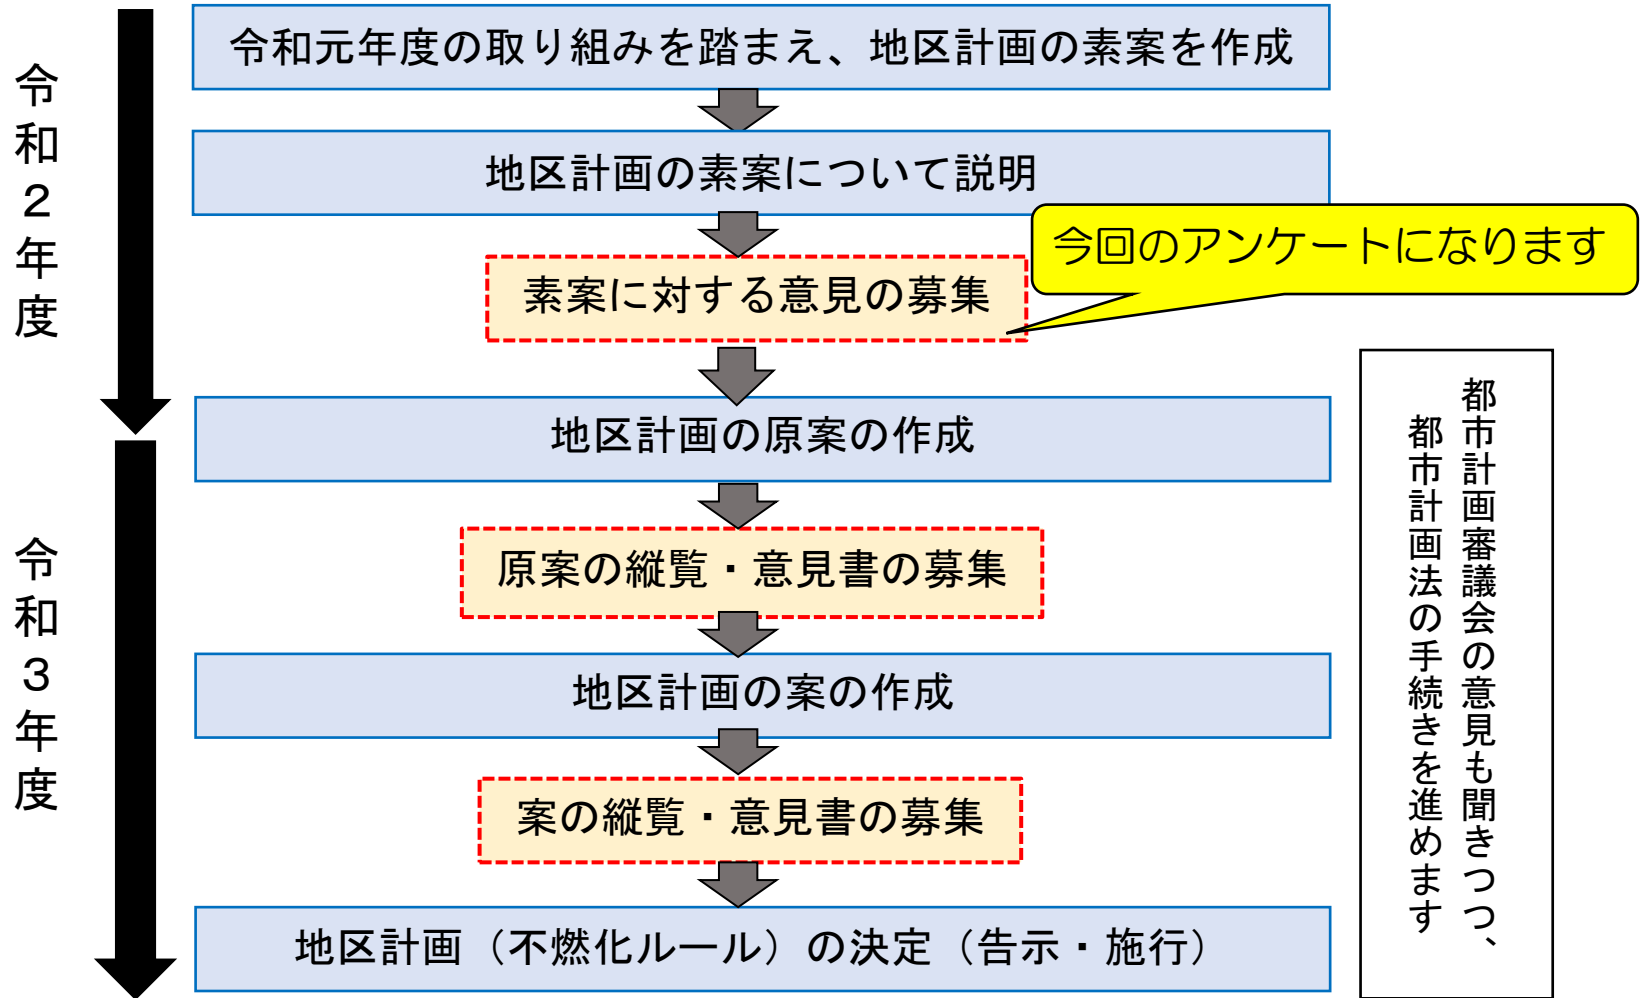 令和２年度
令和元年度の取り組みを踏まえ、地区計画の素案を作成
地区計画の素案について説明
今回のアンケートになります
素案に対する意見の募集
地区計画の原案の作成
令和３年度
原案の縦覧・意見書の募集
地区計画の案の作成
案の縦覧・意見書の募集
地区計画（不燃化ルール）の決定（告示・施行）
都市計画審議会の意見も聞きつつ、
都市計画法の手続きを進めます